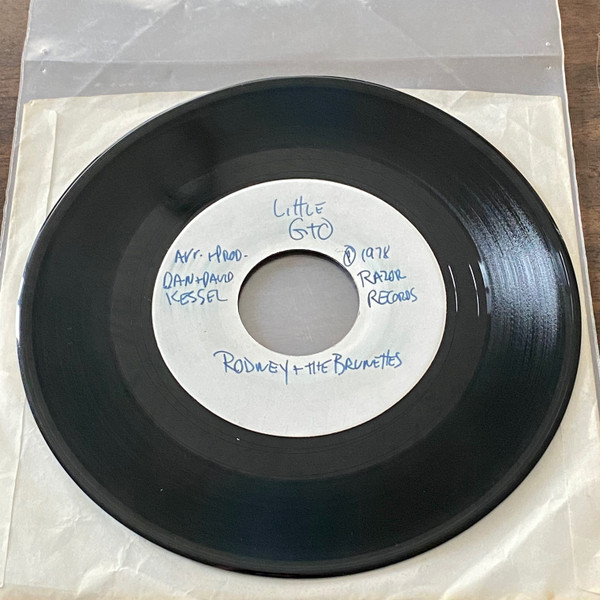 Little
GTO
Arr. + Prod.
Dan + David
Kessel
℗ 1978
Razor
Records
Rodney + the Brunettes